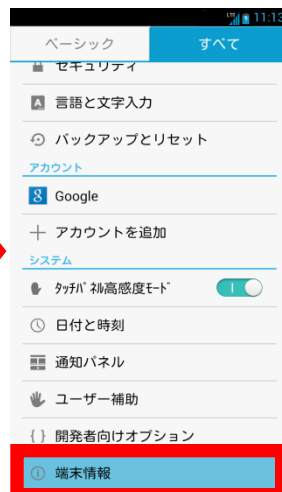 LTE 11:13
ベーシック すべて
セキュリティ
A 言語と文字入力
バックアップとリセット
アカウント
8 Google
アカウントを追加
システム
ﾀｯﾁﾊﾟﾈﾙ高感度ﾓｰﾄﾞ
日付と時刻
通知パネル
ユーザー補助
{ } 開発者向けオプション
端末情報